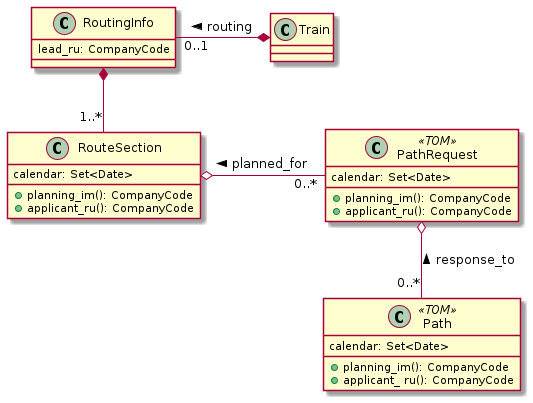 C RoutingInfo
lead_ru: CompanyCode
routing
0..1
C Train
1..*
C RouteSection
calendar: Set<Date>
planning_im(): CompanyCode
applicant_ru(): CompanyCode
planned_for
0..*
C «TOM»
PathRequest
calendar: Set<Date>
planning_im(): CompanyCode
applicant_ru(): CompanyCode
response_to
0..*
C «TOM»
Path
calendar: Set<Date>
planning_im(): CompanyCode
applicant_ ru(): CompanyCode